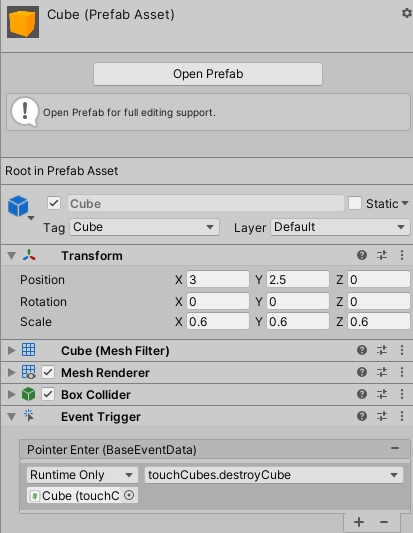 Cube (Prefab Asset)
Open Prefab
Open Prefab for full editing support.
Root in Prefab Asset
Cube Static
Tag Cube Layer Default
Transform
Position X 3 Y 2.5 Z 0
Rotation X 0 Y 0 Z 0
Scale X 0.6 Y 0.6 Z 0.6
Cube (Mesh Filter)
Mesh Renderer
Box Collider
Event Trigger
Pointer Enter (BaseEventData)
Runtime Only touchCubes.destroyCube
Cube (touchC